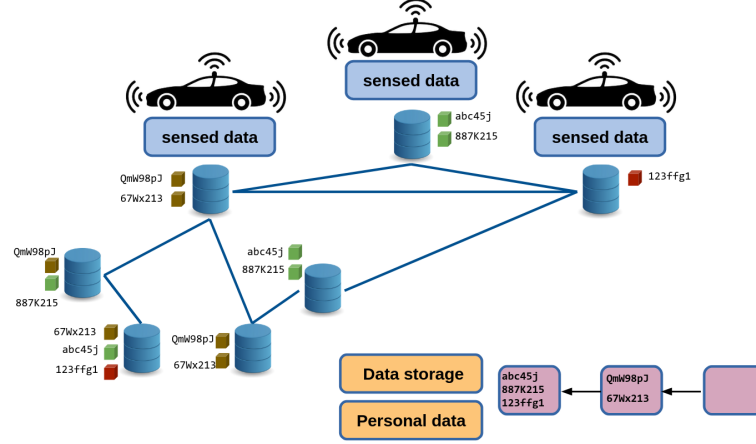 sensed data
sensed data
sensed data
abc45j
887K215
QmW98pJ
67Wx213
123ffg1
QmW98pJ
887K215
abc45j
887K215
67Wx213
abc45j
123ffg1
QmW98pJ
67Wx213
Data storage
Personal data
abc45j
887K215
123ffg1
QmW98pJ
67Wx213